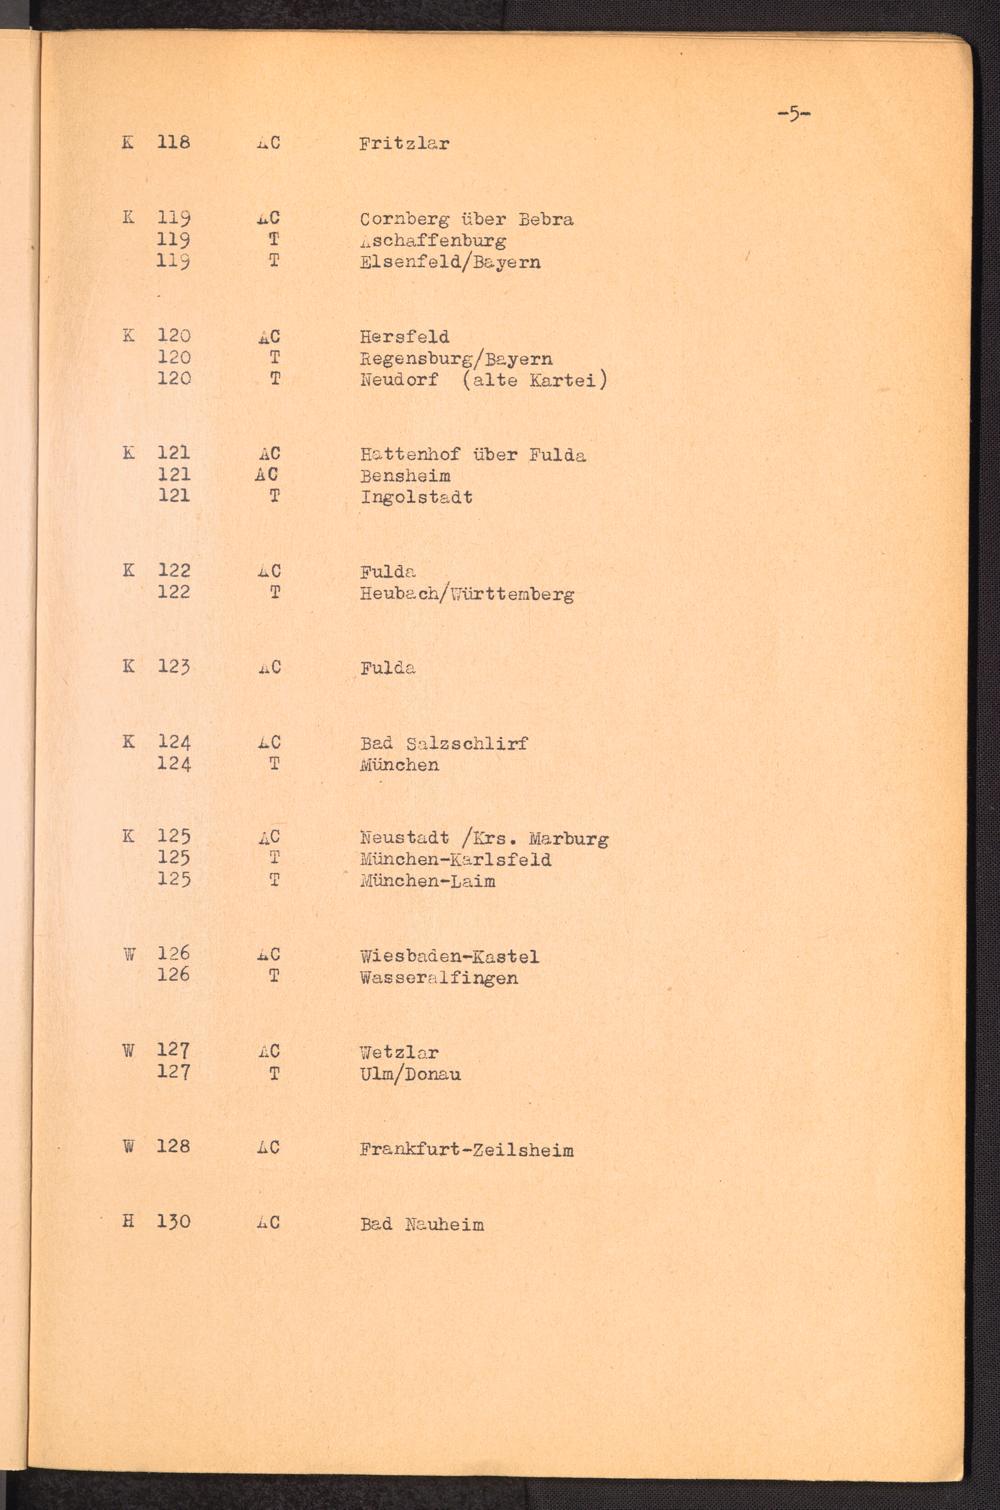 -5-
K 118 AC Fritzlar
K 119 AC Cornberg über Bebra
119 T Aschaffenburg
119 T Elsenfeld/Bayern
K 120 AC Hersfeld
120 T Regensburg/Bayern
120 T Neudorf (alte Kartei)
K 121 AC Hattenhof über Fulda
121 AC Bensheim
121 T Ingolstadt
K 122 AC Fulda
122 T Heubach/Württemberg
K 123 AC Fulda
K 124 AC Bad Salzschlirf
124 T München
K 125 AC Neustadt /Krs. Marburg
125 T München-Karlsfeld
125 T München-Laim
W 126 AC Wiesbaden-Kastel
126 T Wasseralfingen
W 127 AC Wetzlar
127 T Ulm/Donau
W 128 AC Frankfurt-Zeilsheim
H 130 AC Bad Nauheim